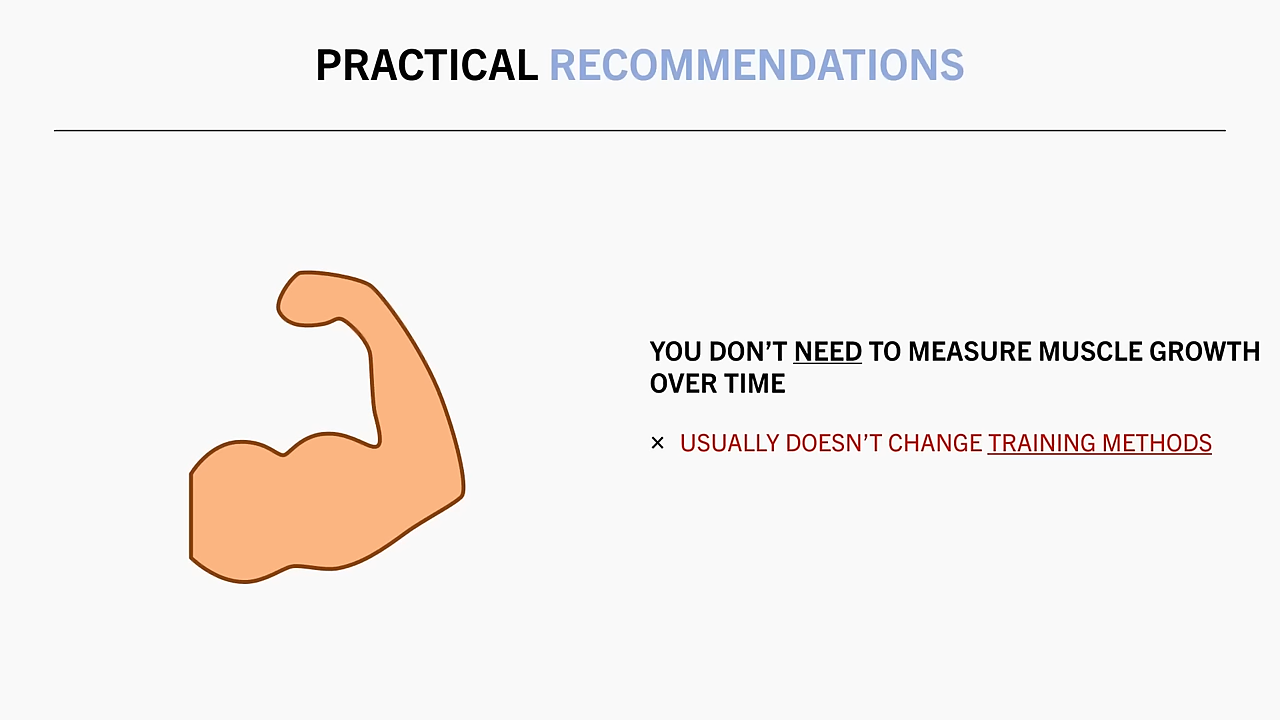 PRACTICAL RECOMMENDATIONS
YOU DON’T NEED TO MEASURE MUSCLE GROWTH
OVER TIME
× USUALLY DOESN’T CHANGE TRAINING METHODS